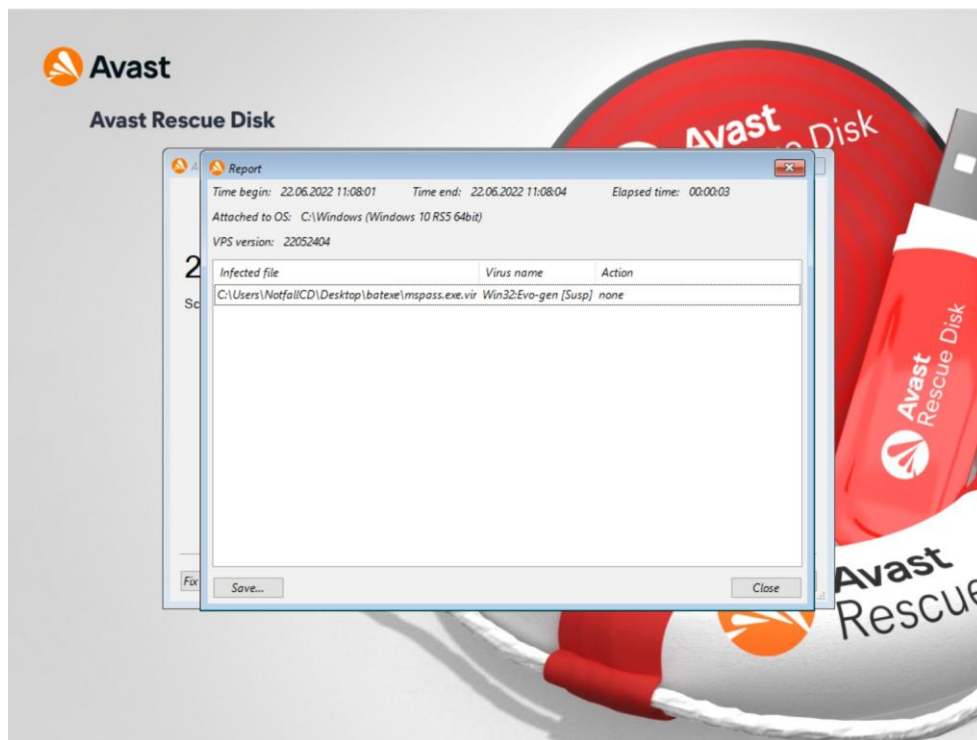 Avast
Avast Rescue Disk
Avast
Rescue Disk
A
Report
Time begin: 22.06.2022 11:08:01 Time end: 22.06.2022 11:08:04 Elapsed time: 00:00:03
Attached to OS: C:\Windows (Windows 10 RS5 64bit)
VPS version: 22052404
2
Infected file Virus name Action
Sc
C:\Users\NotfallCD\Desktop\batexe\mspass.exe.vir Win32:Evo-gen [Susp] none
Avast
Rescue Disk
Fix
Save...
Close
Avast
Rescue